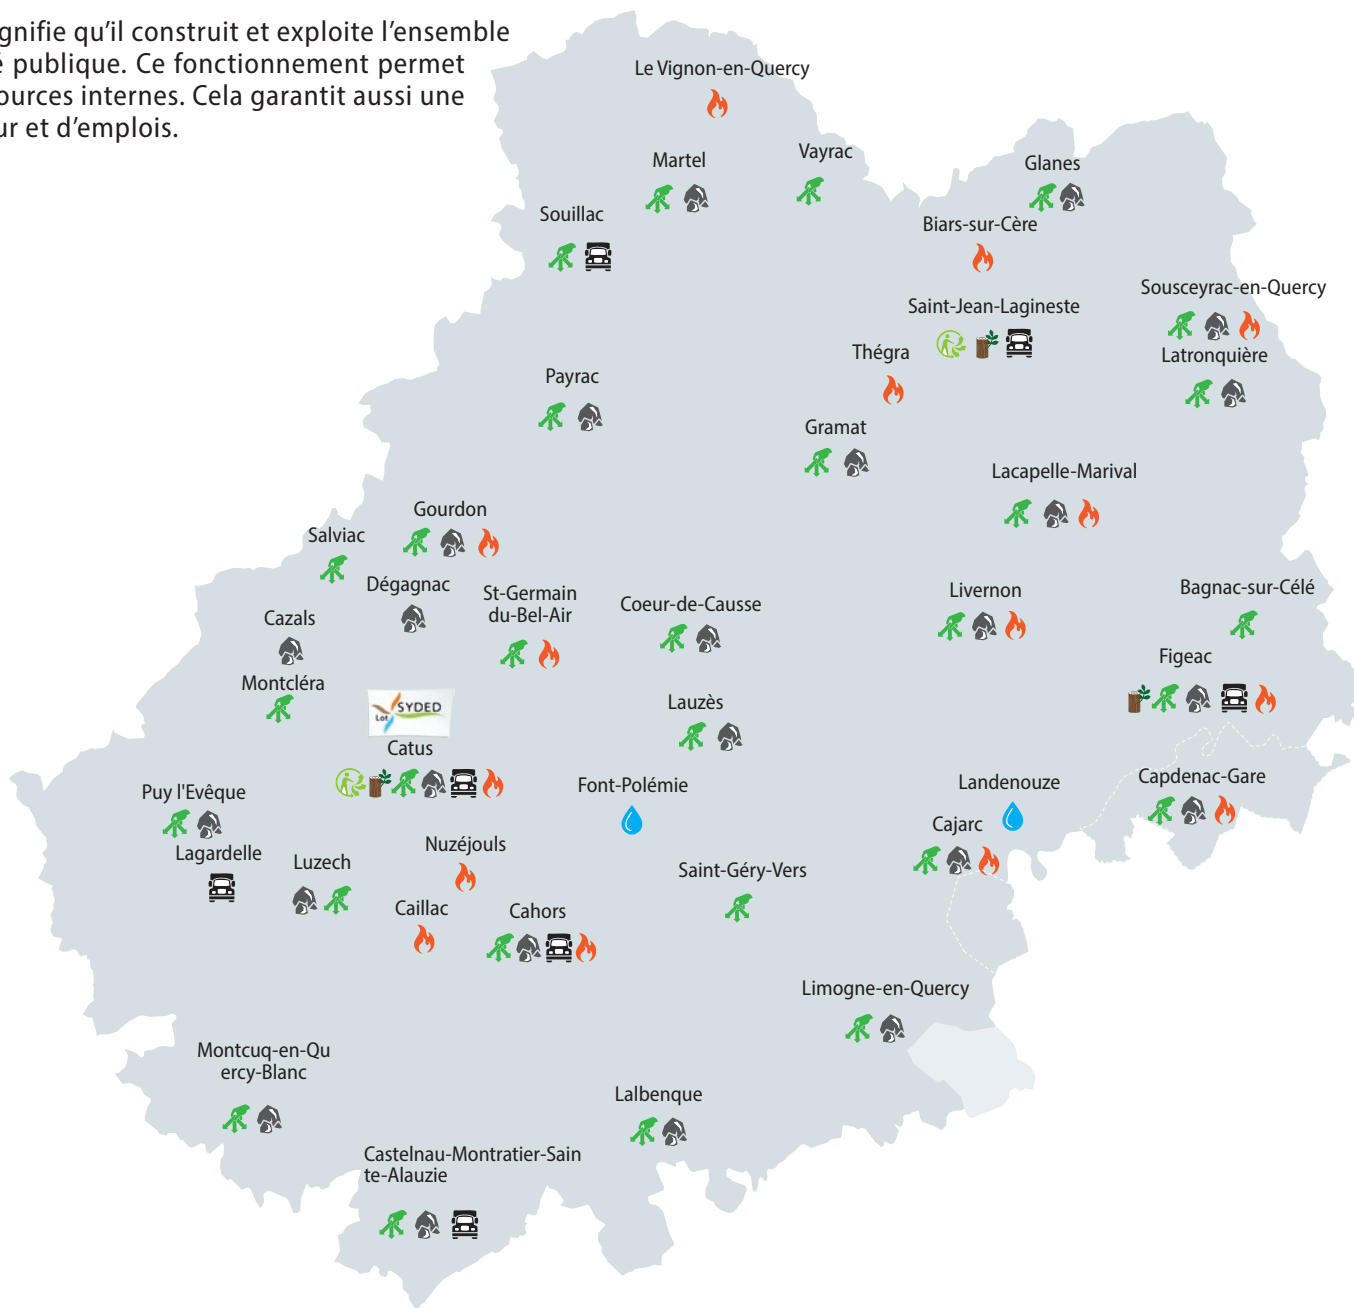 gnifie qu'il construit et exploite l'ensemble
é publique. Ce fonctionnement permet
ources internes. Cela garantit aussi une
ur et d'emplois.
Le Vignon-en-Quercy
Martel
Vayrac
Glanes
Souillac
Biars-sur-Cère
Sousceyrac-en-Quercy
Saint-Jean-Lagineste
Thégra
Latronquière
Payrac
Gramat
Lacapelle-Marival
Gourdon
Salviac
Dégagnac
St-Germain
du-Bel-Air
Coeur-de-Causse
Livernon
Bagnac-sur-Célé
Cazals
Figeac
Montcléra
SYDED
Lot
Lauzès
Catus
Font-Polémie
Landenouze
Capdenac-Gare
Puy l'Evêque
Cajarc
Lagardelle
Luzech
Nuzéjouls
Saint-Géry-Vers
Caillac
Cahors
Limogne-en-Quercy
Montcuq-en-Qu
ercy-Blanc
Lalbenque
Castelnau-Montratier-Sain
te-Alauzie